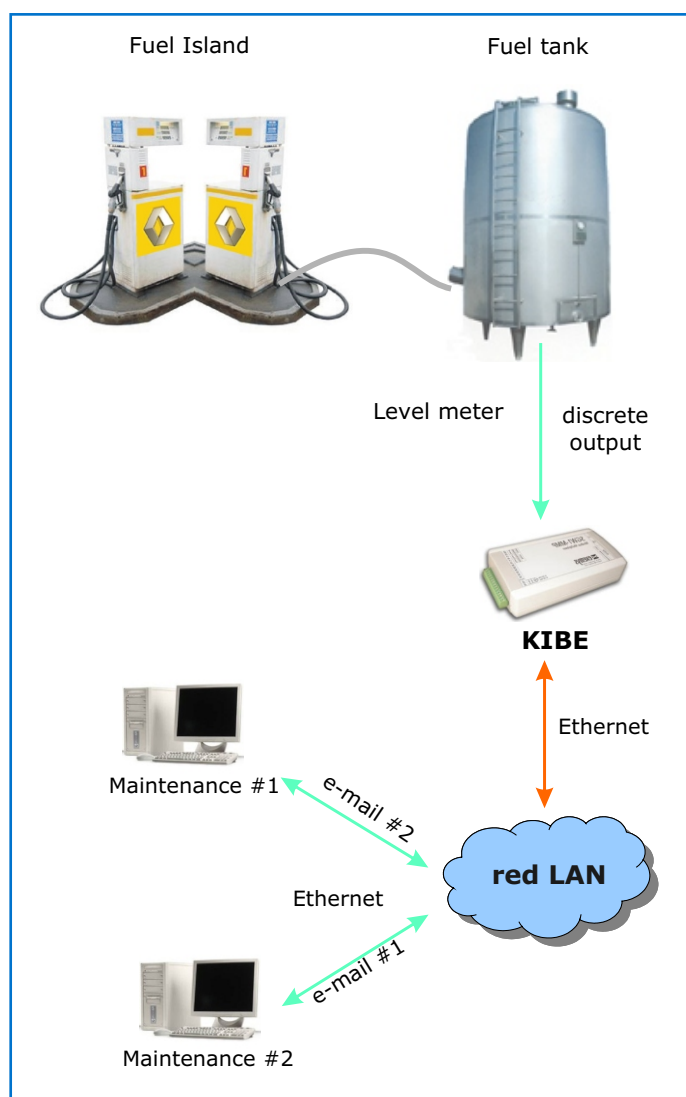 Fuel Island
Fuel tank
Level meter
discrete
output
KIBE
Ethernet
Maintenance #1
e-mail #2
red LAN
Ethernet
e-mail #1
Maintenance #2